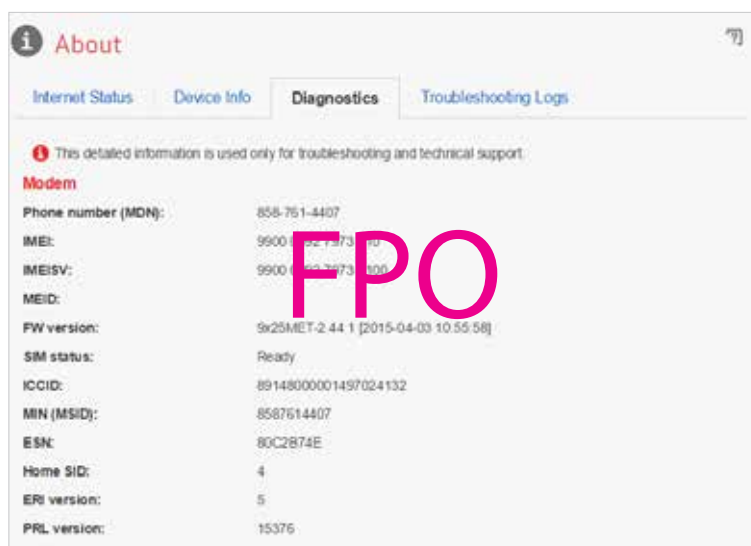 About
Internet Status Device Info Diagnostics Troubleshooting Logs
This detailed information is used only for troubleshooting and technical support.
Modem
Phone number (MDN): 858-761-4407
IMEI: 9900
IMEISV: 9900
MEID:
FW version: 9x25MET-2.44.1 [2015-04-03 10:55:58]
SIM status: Ready
ICCID: 89148000001497024132
MIN (MSID): 8587614407
ESN: 80C2B74E
Home SID: 4
ERI version: 5
PRL version: 15376
FPO